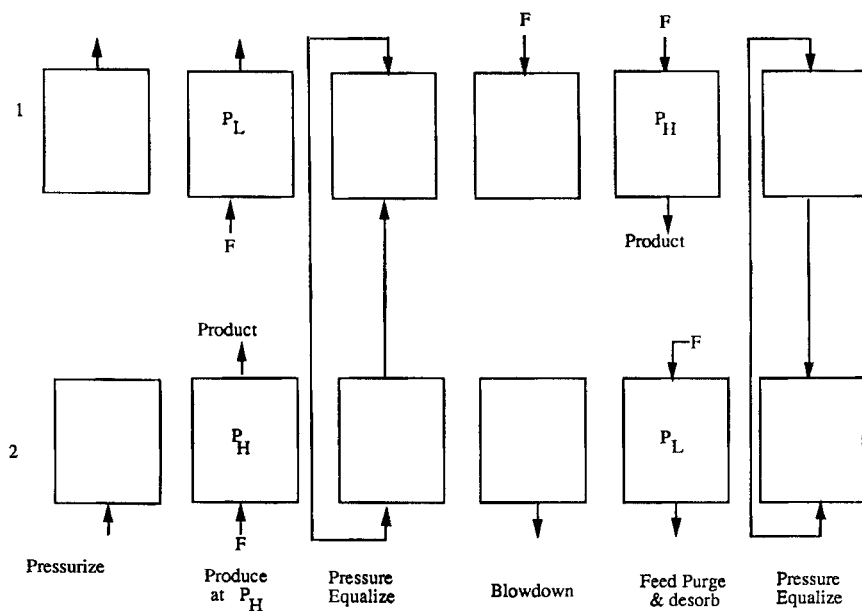 F
F
1
P_L
P_H
F
Product
Product
F
2
P_H
P_L
F
Pressurize
Produce
at P_H
Pressure
Equalize
Blowdown
Feed Purge
& desorb
Pressure
Equalize